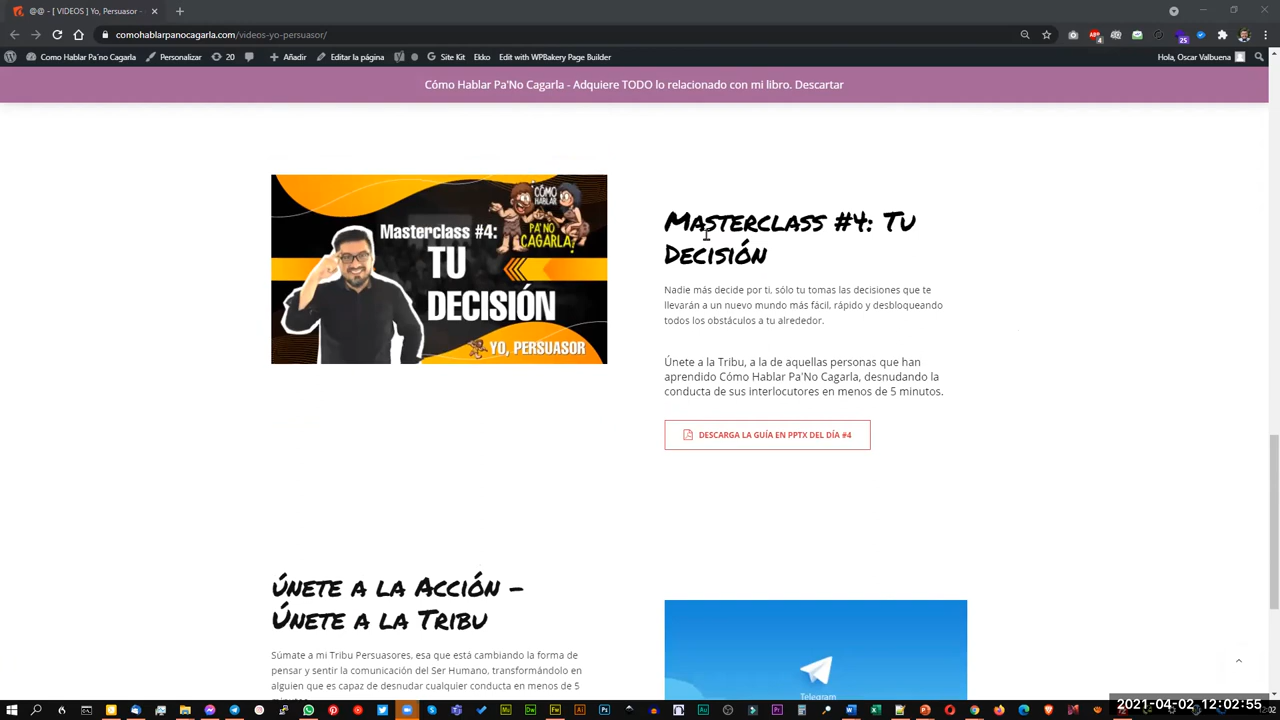 @@ - [ VIDEOS ] Yo, Persuasor -
comohablarpanocagarla.com/videos-yo-persuasor/
Como Hablar Pa´no Cagarla
Personalizar
20
Añadir
Editar la página
Site Kit
Ekko
Edit with WPBakery Page Builder
Hola, Oscar Valbuena
Cómo Hablar Pa'No Cagarla - Adquiere TODO lo relacionado con mi libro. Descartar
CÓMO
HABLAR
PA' NO
CAGARLA?
Masterclass #4:
TU
DECISIÓN
YO, PERSUASOR
Masterclass #4: Tu
Decisión
Nadie más decide por ti, sólo tu tomas las decisiones que te
llevarán a un nuevo mundo más fácil, rápido y desbloqueando
todos los obstáculos a tu alrededor.
Únete a la Tribu, a la de aquellas personas que han
aprendido Cómo Hablar Pa'No Cagarla, desnudando la
conducta de sus interlocutores en menos de 5 minutos.
DESCARGA LA GUÍA EN PPTX DEL DÍA #4
Únete a la Acción –
Únete a la Tribu
Súmate a mi Tribu Persuasores, esa que está cambiando la forma de
pensar y sentir la comunicación del Ser Humano, transformándolo en
alguien que es capaz de desnudar cualquier conducta en menos de 5
Telegram
2021-04-02 12:02:55